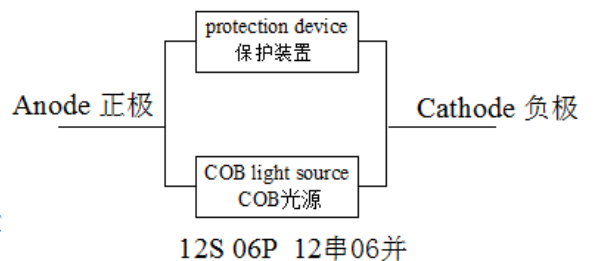 protection device
保护装置
Anode 正极
Cathode 负极
COB light source
COB光源
12S 06P 12串06并